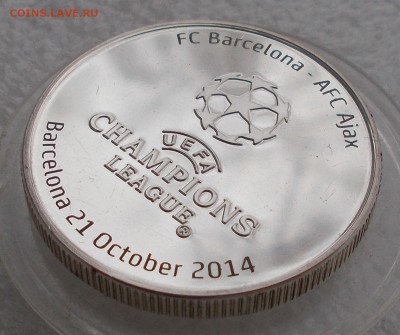 COINS.LAVE.RU
FC Barcelona - AFC Ajax
UEFA
CHAMPIONS
LEAGUE®
Barcelona 21 October 2014